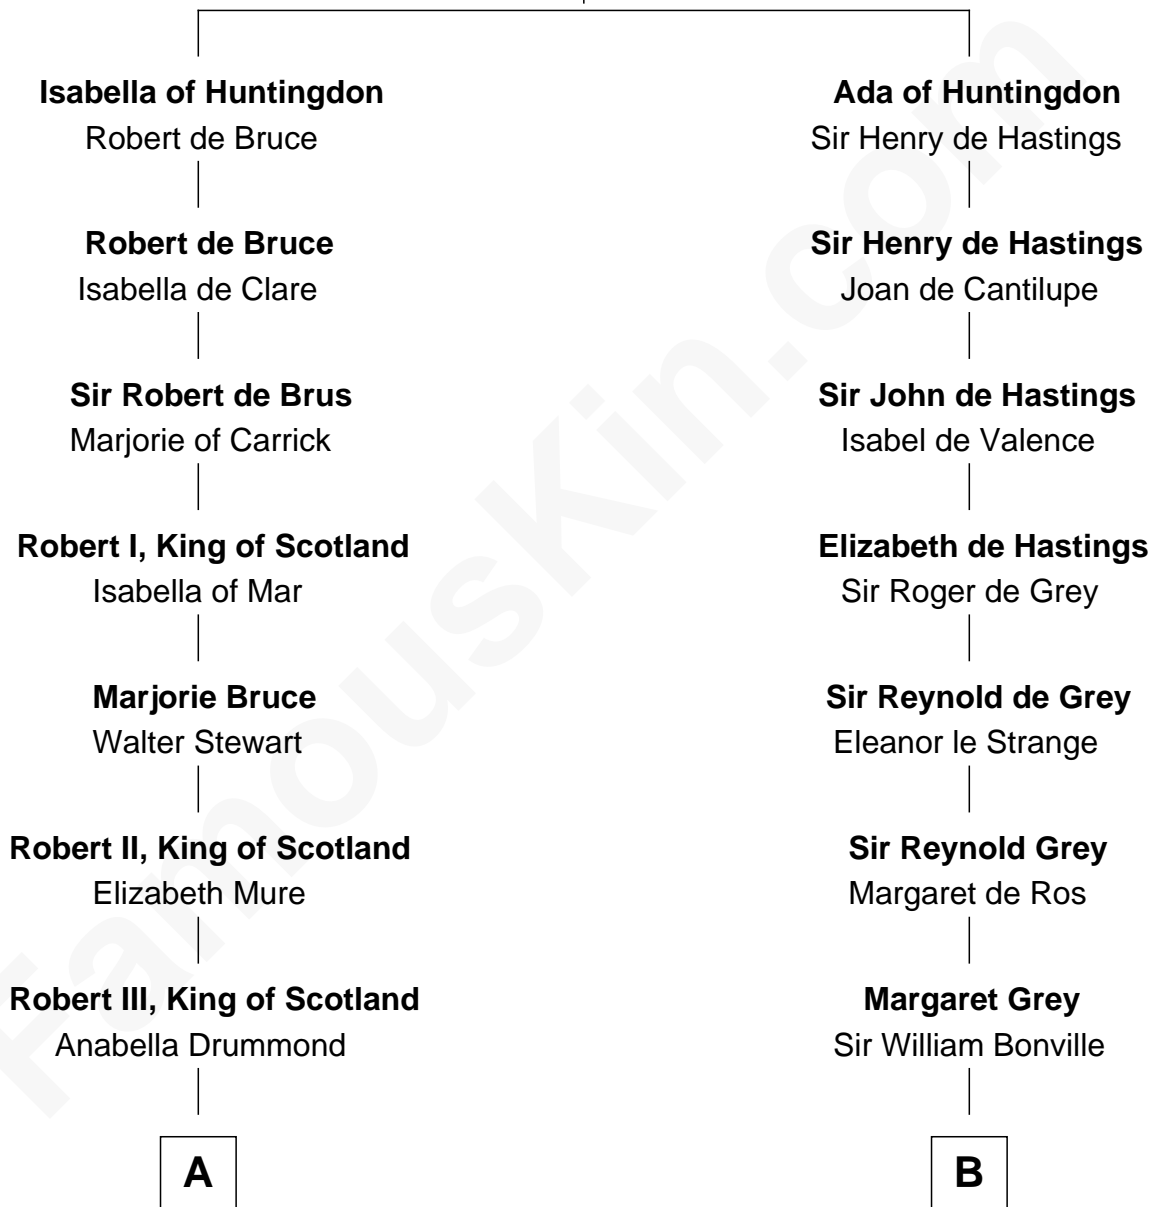 Isabella of Huntingdon
Robert de Bruce
Robert de Bruce
Isabella de Clare
Sir Robert de Brus
Marjorie of Carrick
Robert I, King of Scotland
Isabella of Mar
Marjorie Bruce
Walter Stewart
Robert II, King of Scotland
Elizabeth Mure
Robert III, King of Scotland
Anabella Drummond
A
Ada of Huntingdon
Sir Henry de Hastings
Sir Henry de Hastings
Joan de Cantilupe
Sir John de Hastings
Isabel de Valence
Elizabeth de Hastings
Sir Roger de Grey
Sir Reynold de Grey
Eleanor le Strange
Sir Reynold Grey
Margaret de Ros
Margaret Grey
Sir William Bonville
B
FamousKin.com